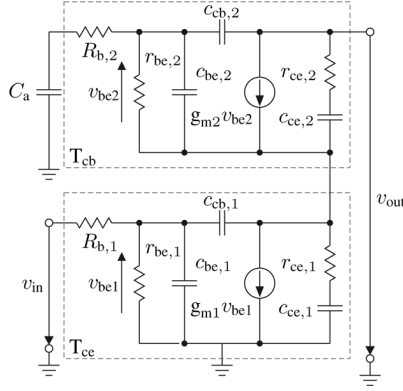 c_cb,2
R_b,2
r_be,2
c_be,2
r_ce,2
C_a
v_be2
g_m2 v_be2
c_ce,2
T_cb
v_out
c_cb,1
R_b,1
r_be,1
c_be,1
r_ce,1
v_in
v_be1
g_m1 v_be1
c_ce,1
T_ce